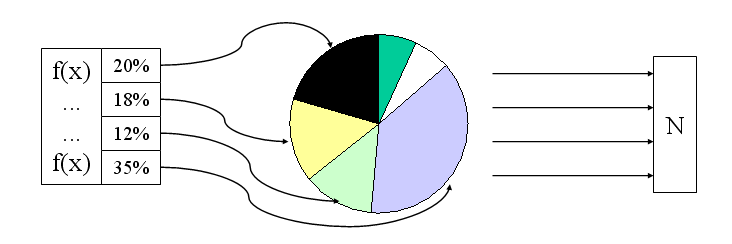 f(x) 20%
... 18%
... 12%
f(x) 35%
N